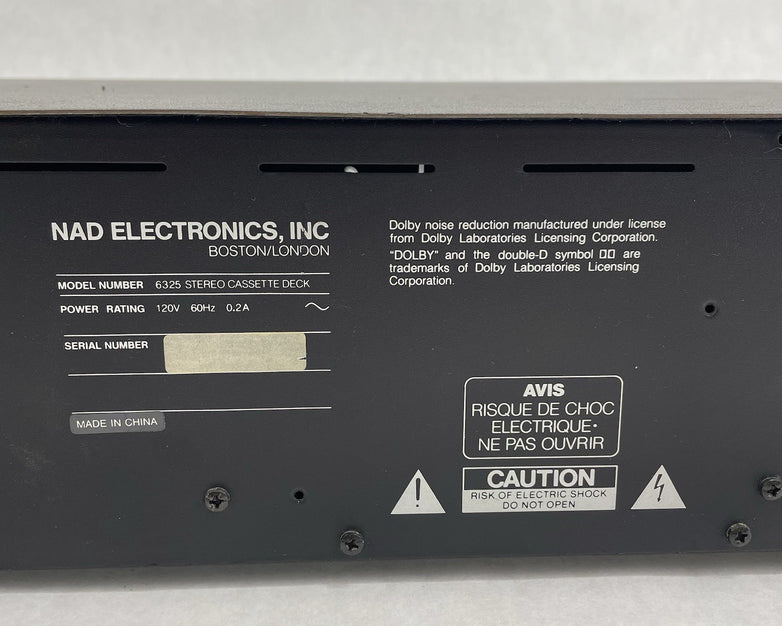 NAD ELECTRONICS, INC
BOSTON/LONDON
MODEL NUMBER 6325 STEREO CASSETTE DECK
POWER RATING 120V 60Hz 0.2A
SERIAL NUMBER
MADE IN CHINA
Dolby noise reduction manufactured under license
from Dolby Laboratories Licensing Corporation.
"DOLBY" and the double-D symbol are
trademarks of Dolby Laboratories Licensing
Corporation.
AVIS
RISQUE DE CHOC
ELECTRIQUE•
NE PAS OUVRIR
CAUTION
RISK OF ELECTRIC SHOCK
DO NOT OPEN